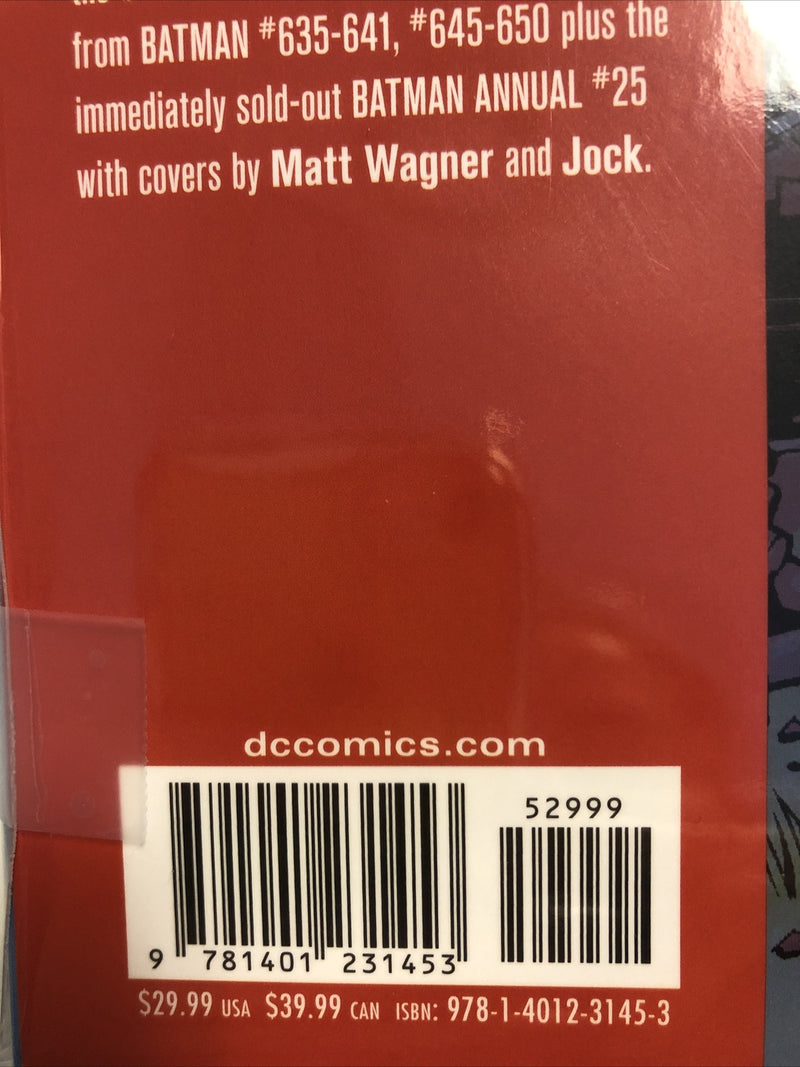 from BATMAN #635-641, #645-650 plus the
immediately sold-out BATMAN ANNUAL #25
with covers by Matt Wagner and Jock.
dccomics.com
52999
9 781401 231453
$29.99 USA $39.99 CAN ISBN: 978-1-4012-3145-3